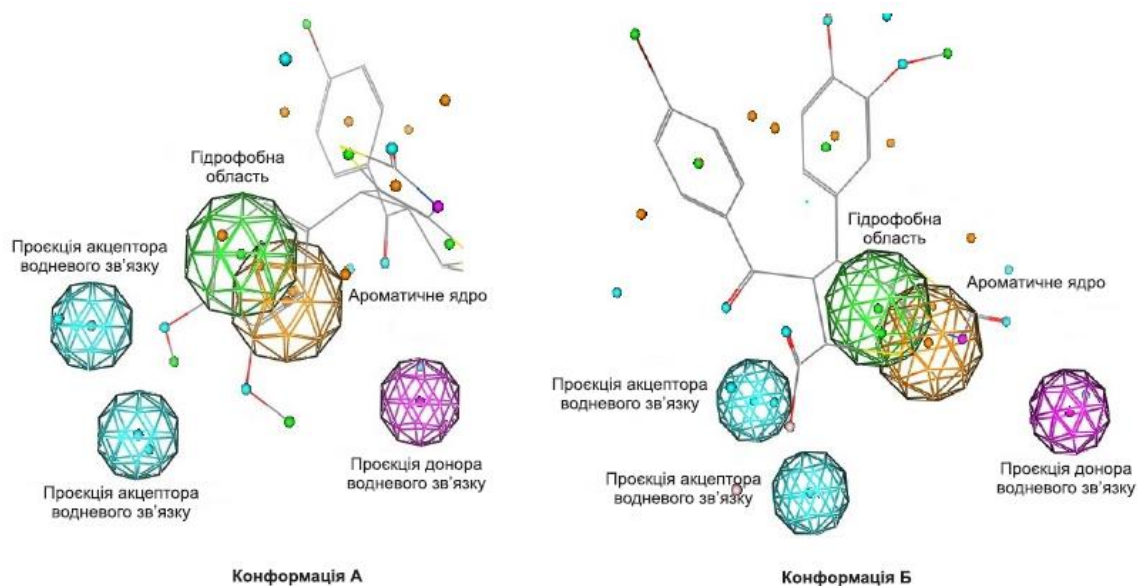 Гідрофобна
область
Проєкція акцептора
водневого зв'язку
Ароматичне ядро
Проєкція акцептора
водневого зв'язку
Проєкція донора
водневого зв'язку
Конформація А
Гідрофобна
область
Ароматичне ядро
Проєкція акцептора
водневого зв'язку
Проєкція акцептора
водневого зв'язку
Проєкція донора
водневого зв'язку
Конформація Б